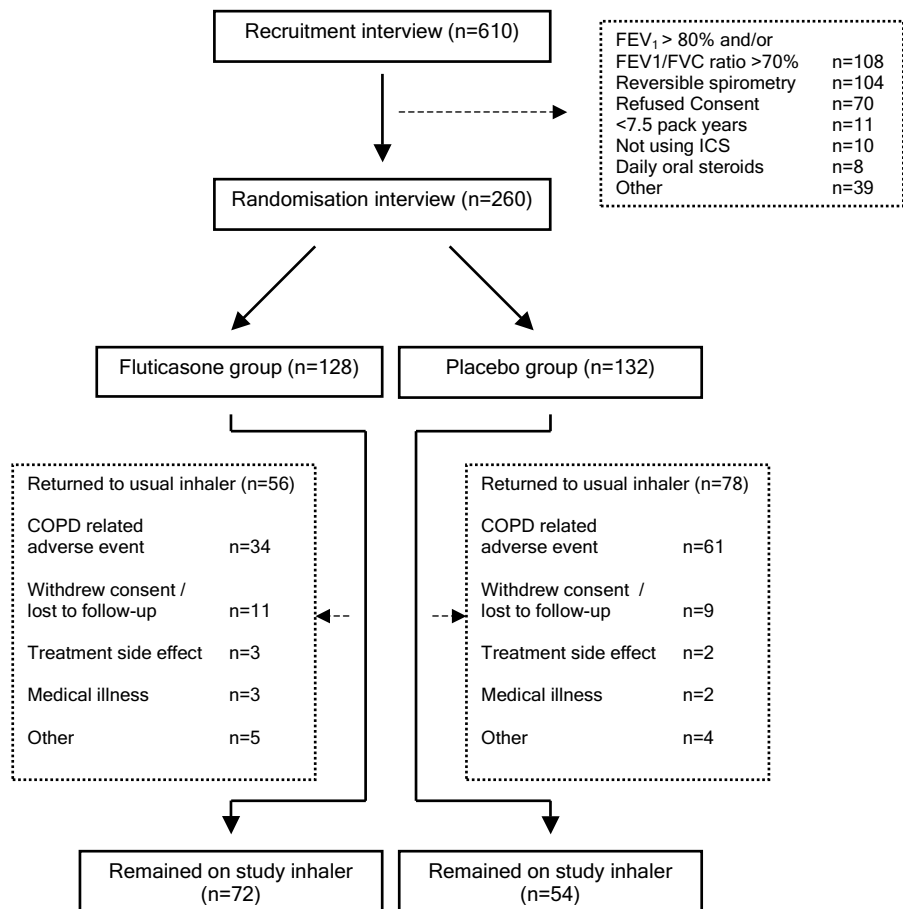 Recruitment interview (n=610)
FEV₁ > 80% and/or
FEV1/FVC ratio >70% n=108
Reversible spirometry n=104
Refused Consent n=70
<7.5 pack years n=11
Not using ICS n=10
Daily oral steroids n=8
Other n=39
Randomisation interview (n=260)
Fluticasone group (n=128)
Placebo group (n=132)
Returned to usual inhaler (n=56)
COPD related
adverse event n=34
Withdrew consent /
lost to follow-up n=11
Treatment side effect n=3
Medical illness n=3
Other n=5
Returned to usual inhaler (n=78)
COPD related
adverse event n=61
Withdrew consent /
lost to follow-up n=9
Treatment side effect n=2
Medical illness n=2
Other n=4
Remained on study inhaler
(n=72)
Remained on study inhaler
(n=54)